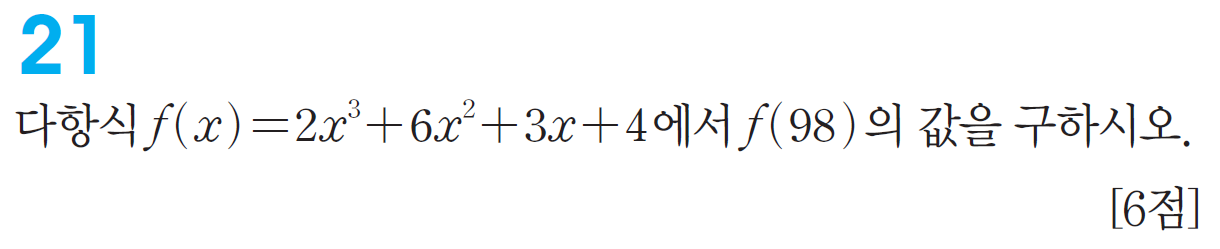 21
다항식 f(x)=2x³+6x²+3x+4에서 f(98)의 값을 구하시오.
[6점]